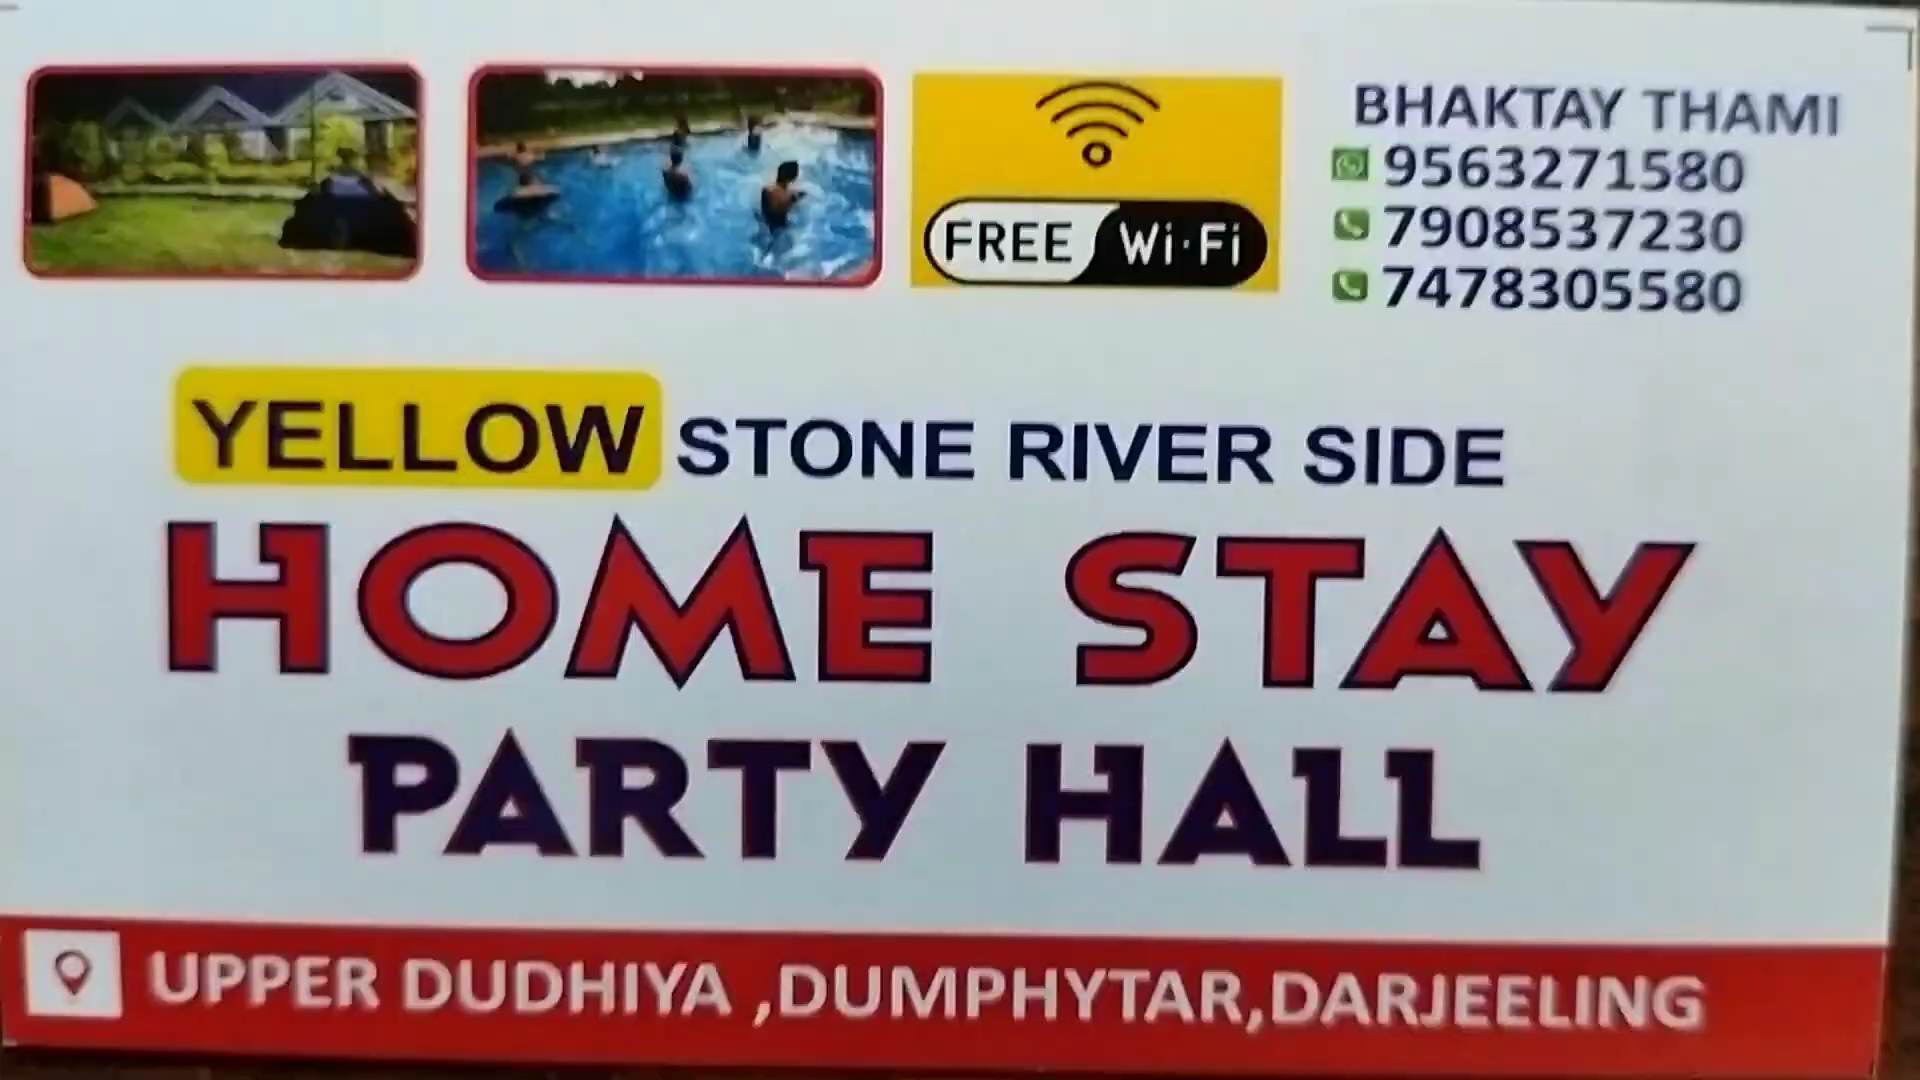 BHAKTAY THAMI
9563271580
7908537230
7478305580
FREE Wi-Fi
YELLOW STONE RIVER SIDE
HOME STAY
PARTY HALL
UPPER DUDHIYA ,DUMPHYTAR,DARJEELING